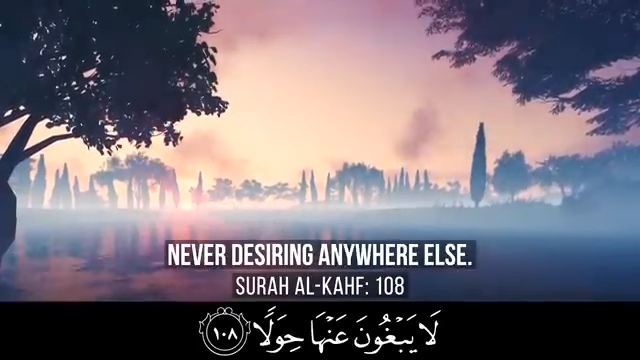 NEVER DESIRING ANYWHERE ELSE.
SURAH AL-KAHF: 108
لَا يَبْغُونَ عَنْهَا حِوَلًا ١٠٨